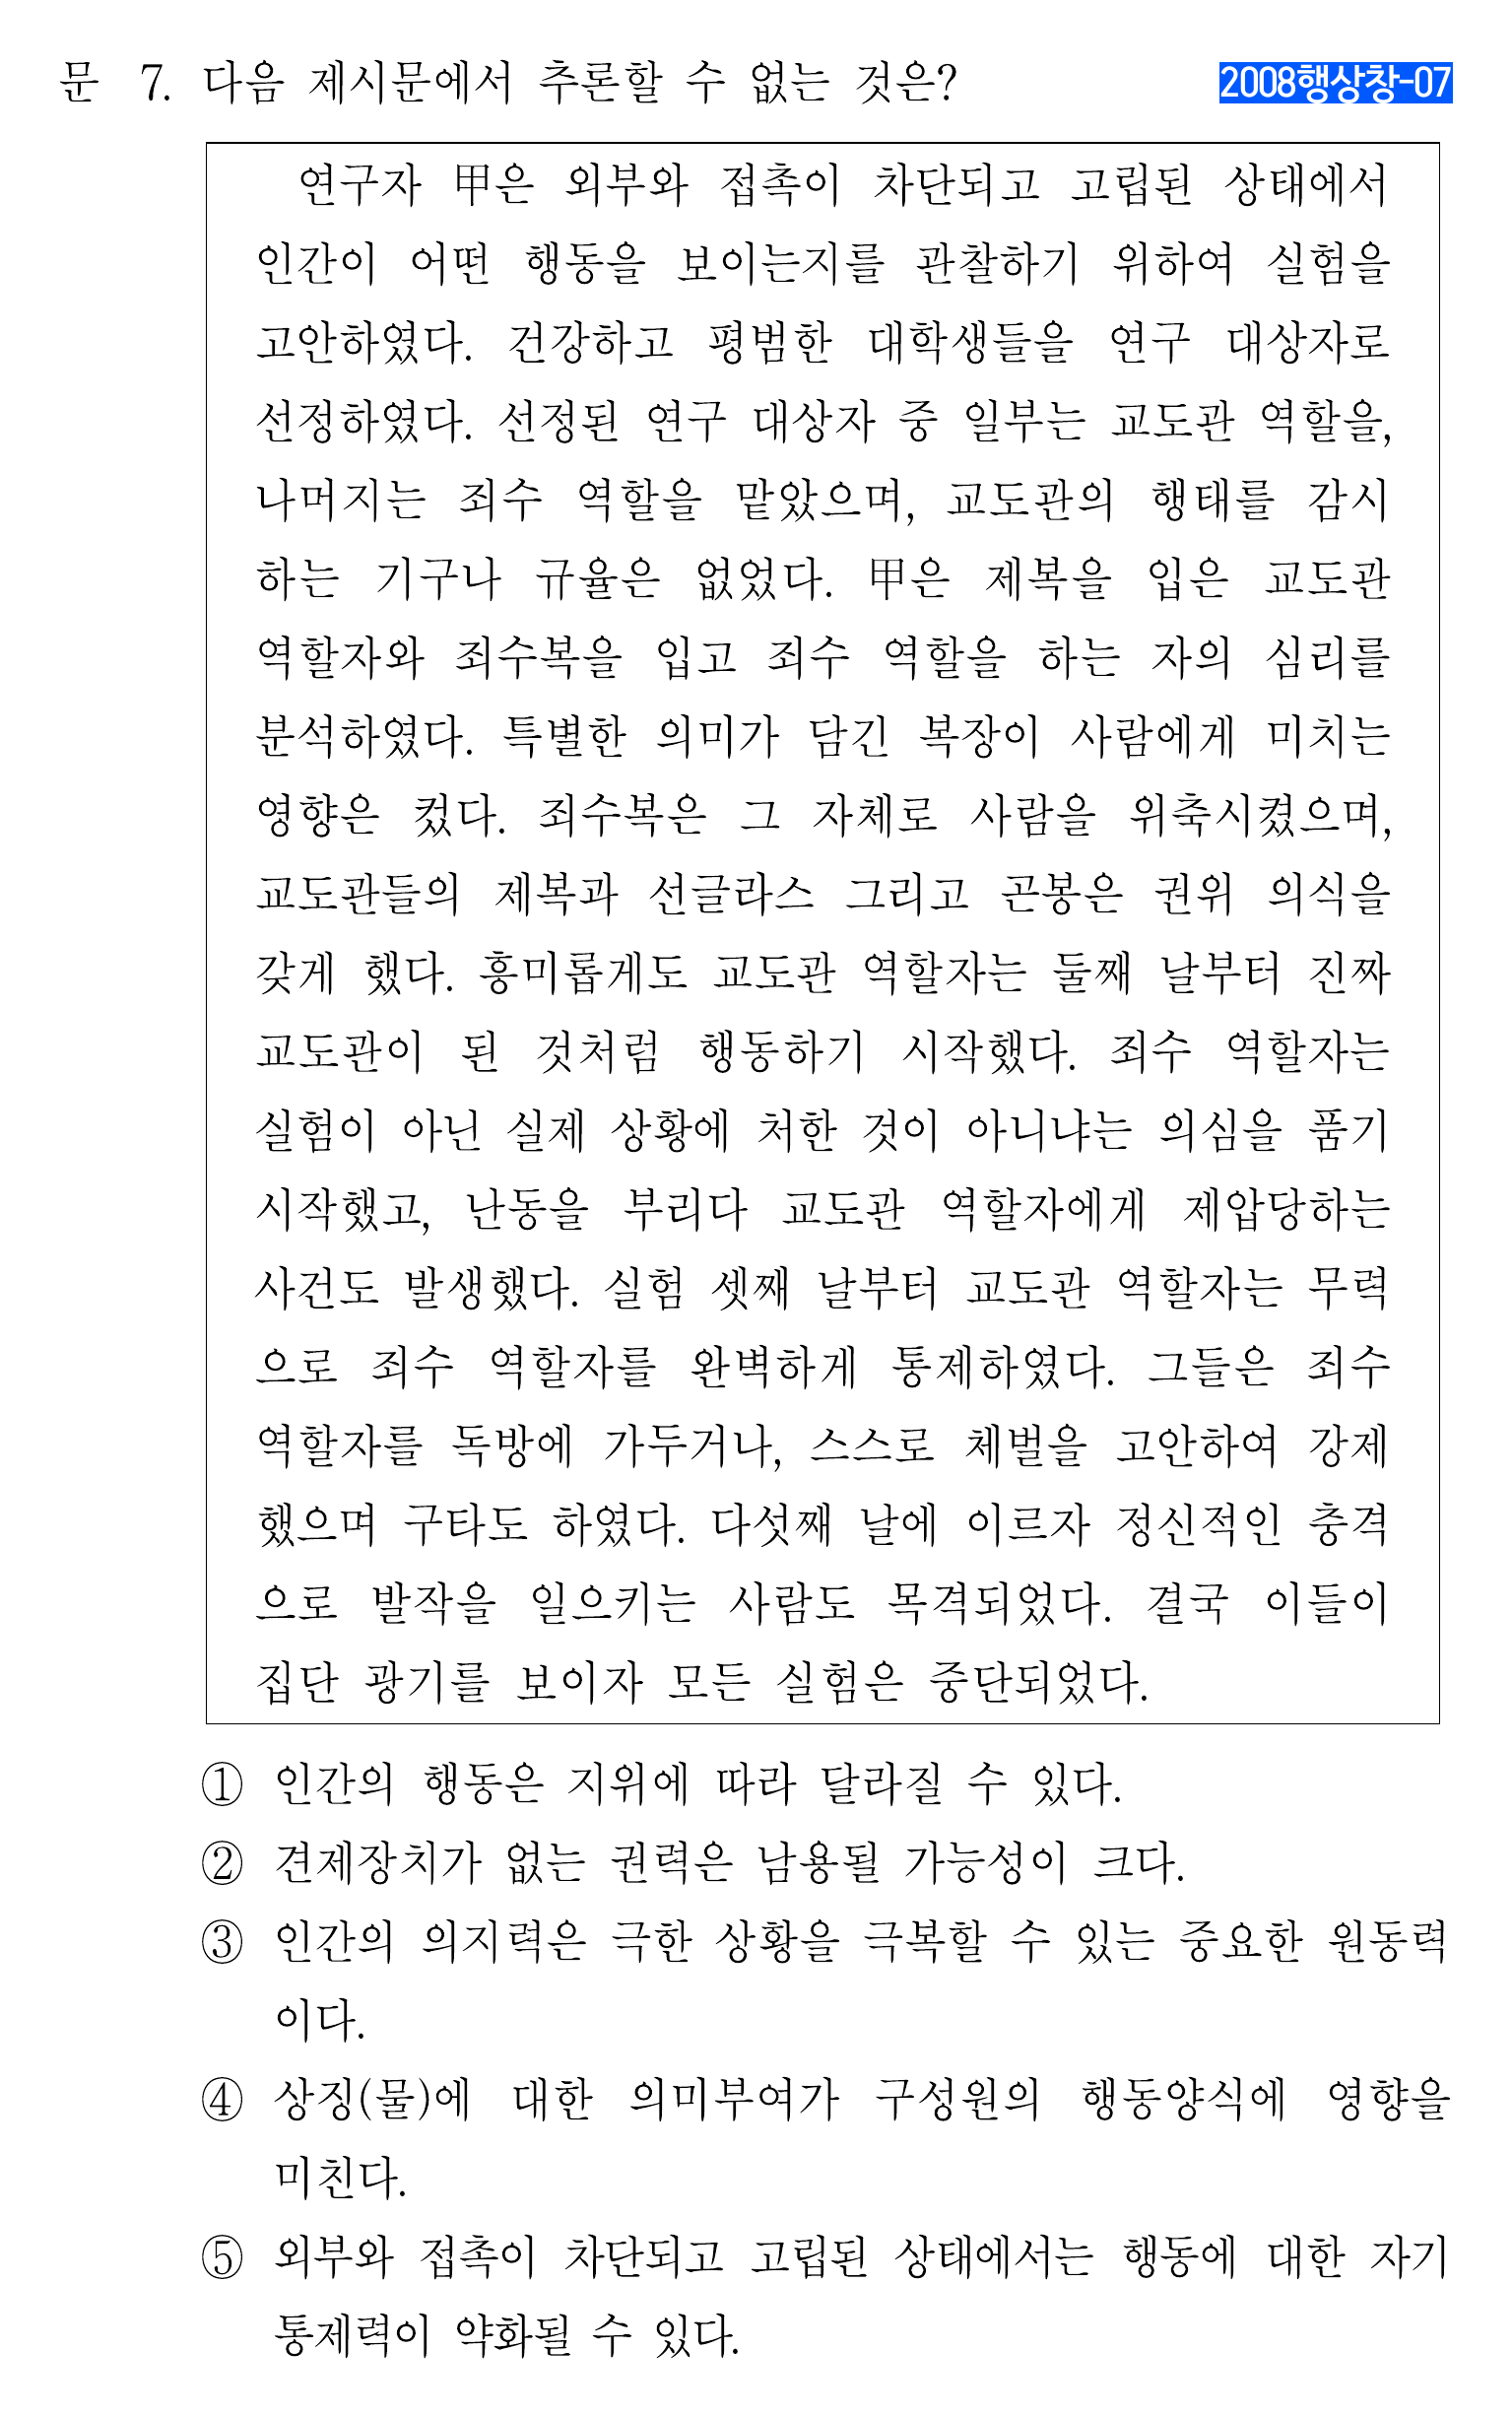 문 7. 다음 제시문에서 추론할 수 없는 것은?
2008행상창-07
연구자 甲은 외부와 접촉이 차단되고 고립된 상태에서
인간이 어떤 행동을 보이는지를 관찰하기 위하여 실험을
고안하였다. 건강하고 평범한 대학생들을 연구 대상자로
선정하였다. 선정된 연구 대상자 중 일부는 교도관 역할을,
나머지는 죄수 역할을 맡았으며, 교도관의 행태를 감시
하는 기구나 규율은 없었다. 甲은 제복을 입은 교도관
역할자와 죄수복을 입고 죄수 역할을 하는 자의 심리를
분석하였다. 특별한 의미가 담긴 복장이 사람에게 미치는
영향은 컸다. 죄수복은 그 자체로 사람을 위축시켰으며,
교도관들의 제복과 선글라스 그리고 곤봉은 권위 의식을
갖게 했다. 흥미롭게도 교도관 역할자는 둘째 날부터 진짜
교도관이 된 것처럼 행동하기 시작했다. 죄수 역할자는
실험이 아닌 실제 상황에 처한 것이 아니냐는 의심을 품기
시작했고, 난동을 부리다 교도관 역할자에게 제압당하는
사건도 발생했다. 실험 셋째 날부터 교도관 역할자는 무력
으로 죄수 역할자를 완벽하게 통제하였다. 그들은 죄수
역할자를 독방에 가두거나, 스스로 체벌을 고안하여 강제
했으며 구타도 하였다. 다섯째 날에 이르자 정신적인 충격
으로 발작을 일으키는 사람도 목격되었다. 결국 이들이
집단 광기를 보이자 모든 실험은 중단되었다.
① 인간의 행동은 지위에 따라 달라질 수 있다.
② 견제장치가 없는 권력은 남용될 가능성이 크다.
③ 인간의 의지력은 극한 상황을 극복할 수 있는 중요한 원동력
이다.
④ 상징(물)에 대한 의미부여가 구성원의 행동양식에 영향을
미친다.
⑤ 외부와 접촉이 차단되고 고립된 상태에서는 행동에 대한 자기
통제력이 약화될 수 있다.